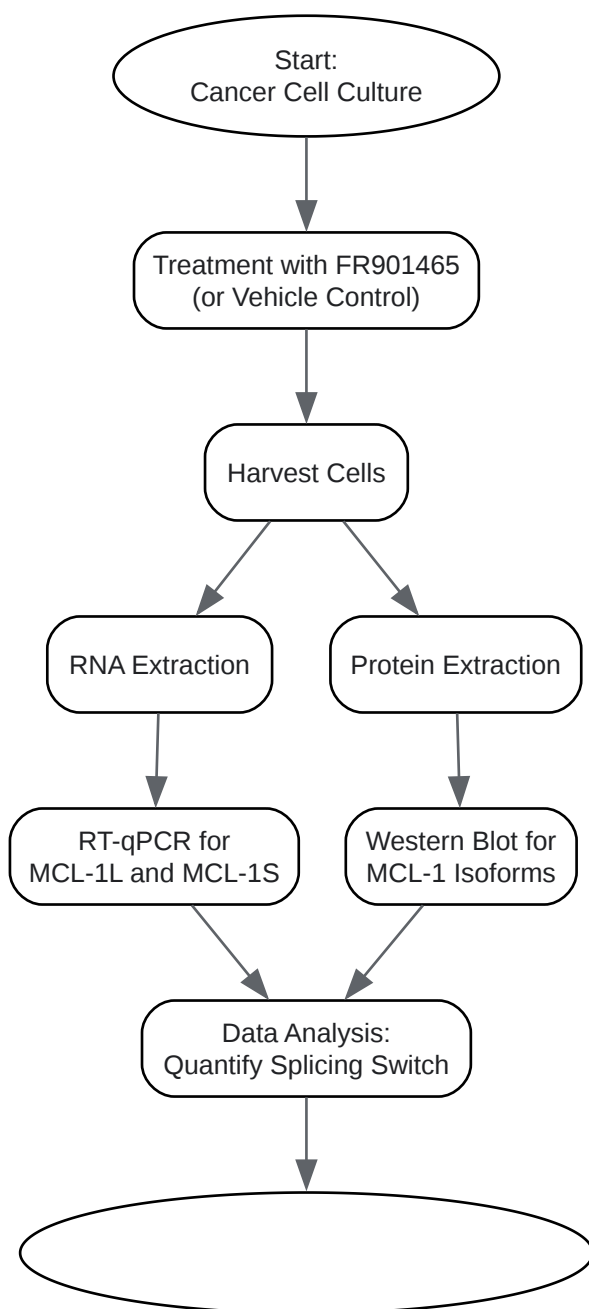 Start:
Cancer Cell Culture
Treatment with FR901465
(or Vehicle Control)
Harvest Cells
RNA Extraction
Protein Extraction
RT-qPCR for
MCL-1L and MCL-1S
Western Blot for
MCL-1 Isoforms
Data Analysis:
Quantify Splicing Switch